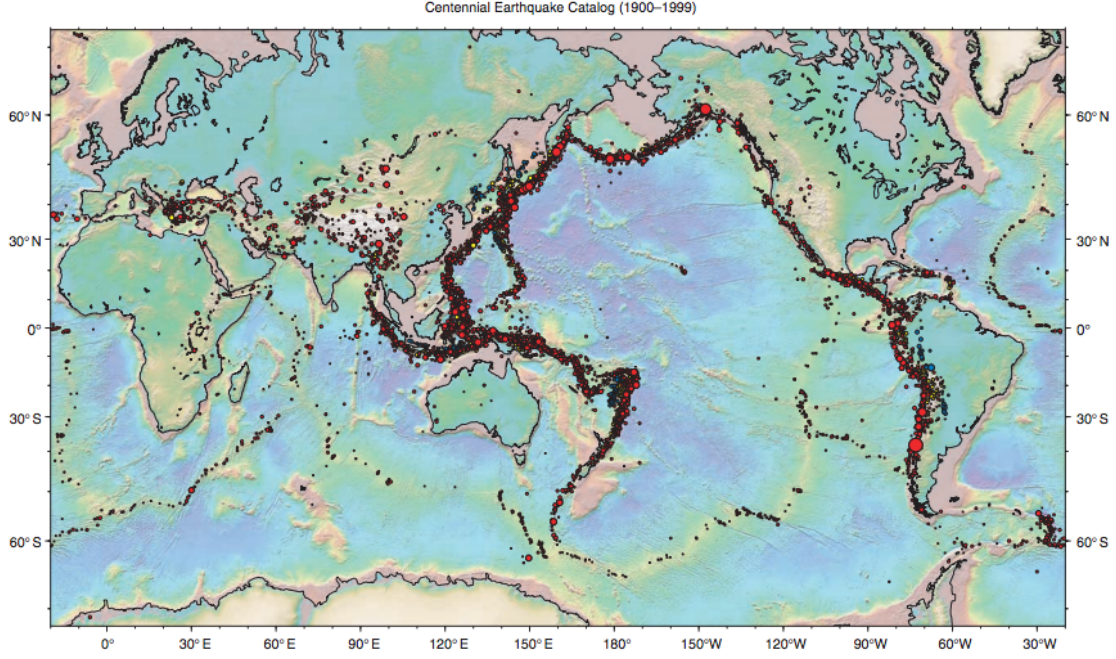 Centennial Earthquake Catalog (1900–1999)
60° N 60° N
30° N 30° N
0° 0°
30° S 30° S
60° S 60° S
0° 30° E 60° E 90° E 120° E 150° E 180° 150° W 120° W 90° W 60° W 30° W